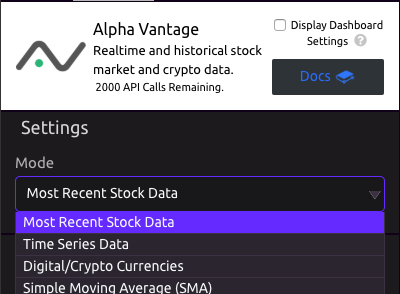 Alpha Vantage
Realtime and historical stock
market and crypto data.
2000 API Calls Remaining.
Display Dashboard
Settings ?
Docs
Settings
Mode
Most Recent Stock Data
Most Recent Stock Data
Time Series Data
Digital/Crypto Currencies
Simple Moving Average (SMA)